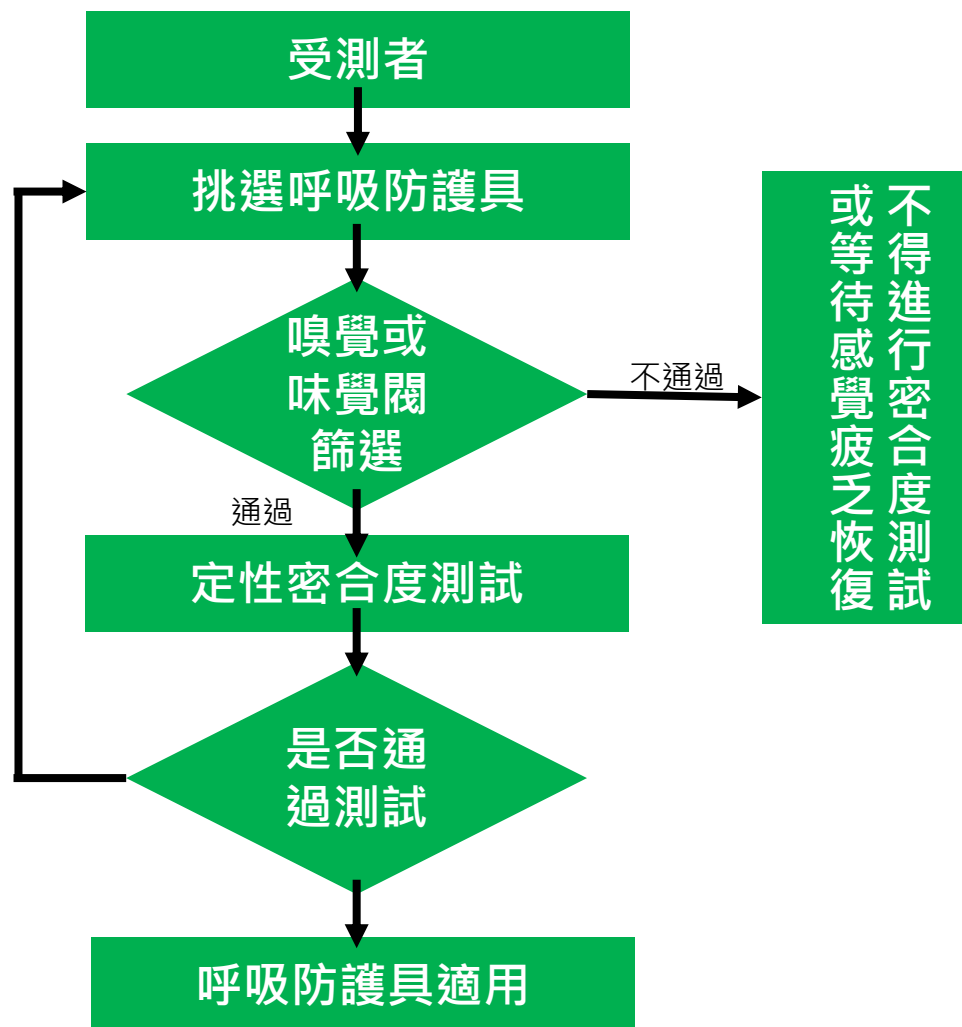 受測者
挑選呼吸防護具
嗅覺或
味覺閥
篩選
不通過
不得進行密合度測試
或等待感覺疲乏恢復
通過
定性密合度測試
是否通
過測試
呼吸防護具適用